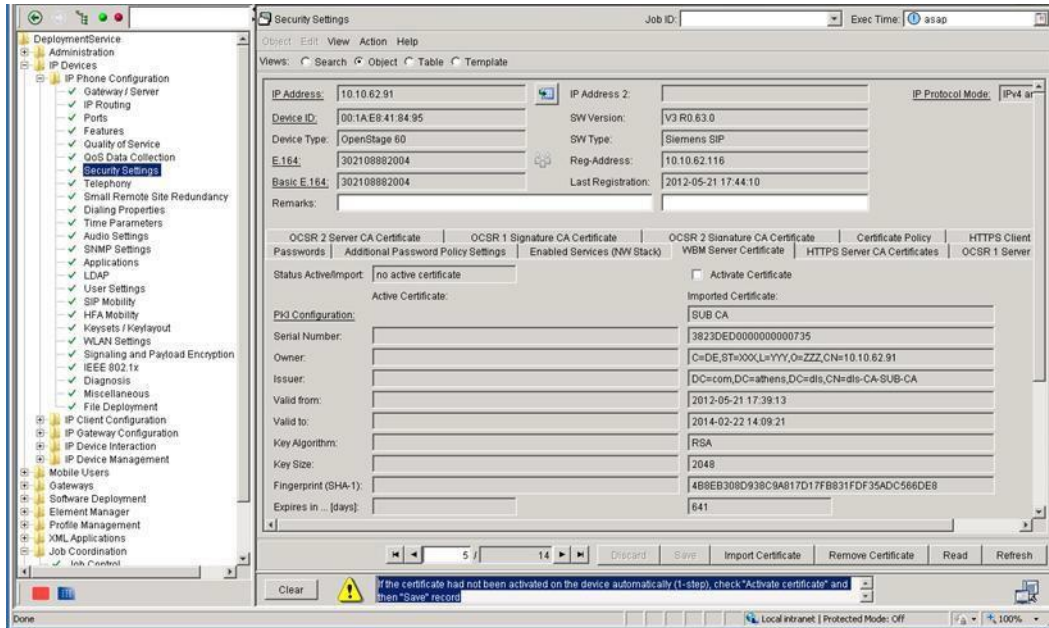 Security Settings Job ID: Exec Time: asap
Object Edit View Action Help
Views: Search Object Table Template
DeploymentService
Administration
IP Devices
IP Phone Configuration
Gateway / Server
IP Routing
Ports
Features
Quality of Service
QoS Data Collection
Security Settings
Telephony
Small Remote Site Redundancy
Dialing Properties
Time Parameters
Audio Settings
SNMP Settings
Applications
LDAP
User Settings
SIP Mobility
HFA Mobility
Keysets / Keylayout
WLAN Settings
Signaling and Payload Encryption
IEEE 802.1x
Diagnosis
Miscellaneous
File Deployment
IP Client Configuration
IP Gateway Configuration
IP Device Interaction
IP Device Management
Mobile Users
Gateways
Software Deployment
Element Manager
Profile Management
XML Applications
Job Coordination
Job Control
IP Address: 10.10.62.91 IP Address 2: IP Protocol Mode: IPv4 an
Device ID: 00:1A:E8:41:84:95 SW Version: V3 R0.63.0
Device Type: OpenStage 60 SW Type: Siemens SIP
E.164: 302108882004 Reg-Address: 10.10.62.116
Basic E.164: 302108882004 Last Registration: 2012-05-21 17:44:10
Remarks:
OCSR 2 Server CA Certificate OCSR 1 Signature CA Certificate OCSR 2 Signature CA Certificate Certificate Policy HTTPS Client
Passwords Additional Password Policy Settings Enabled Services (NW Stack) WBM Server Certificate HTTPS Server CA Certificates OCSR 1 Server
Status Active/Import: no active certificate Activate Certificate
Active Certificate: Imported Certificate:
PKI Configuration: SUB CA
Serial Number: 3823DED0000000000735
Owner: C=DE,ST=XXX,L=YYY,O=ZZZ,CN=10.10.62.91
Issuer: DC=com,DC=athens,DC=dls,CN=dls-CA-SUB-CA
Valid from: 2012-05-21 17:39:13
Valid to: 2014-02-22 14:09:21
Key Algorithm: RSA
Key Size: 2048
Fingerprint (SHA-1): 4B8EB308D938C9A817D17FB831FDF35ADC566DE8
Expires in ... [days]: 641
5 / 14 Discard Save Import Certificate Remove Certificate Read Refresh
Clear
If the certificate had not been activated on the device automatically (1-step), check "Activate certificate" and
then "Save" record
Done Local intranet | Protected Mode: Off 100%